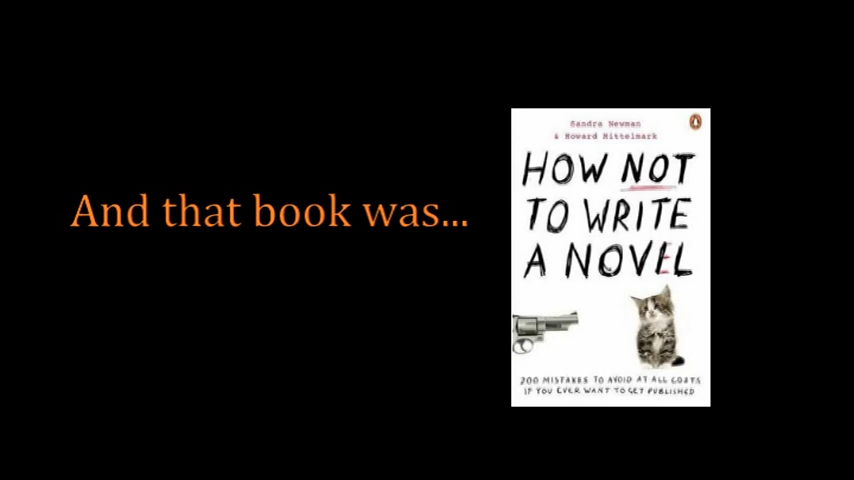 And that book was...
Sandra Newman
& Howard Mittelmark
HOW NOT
TO WRITE
A NOVEL
200 MISTAKES TO AVOID AT ALL COSTS
IF YOU EVER WANT TO GET PUBLISHED